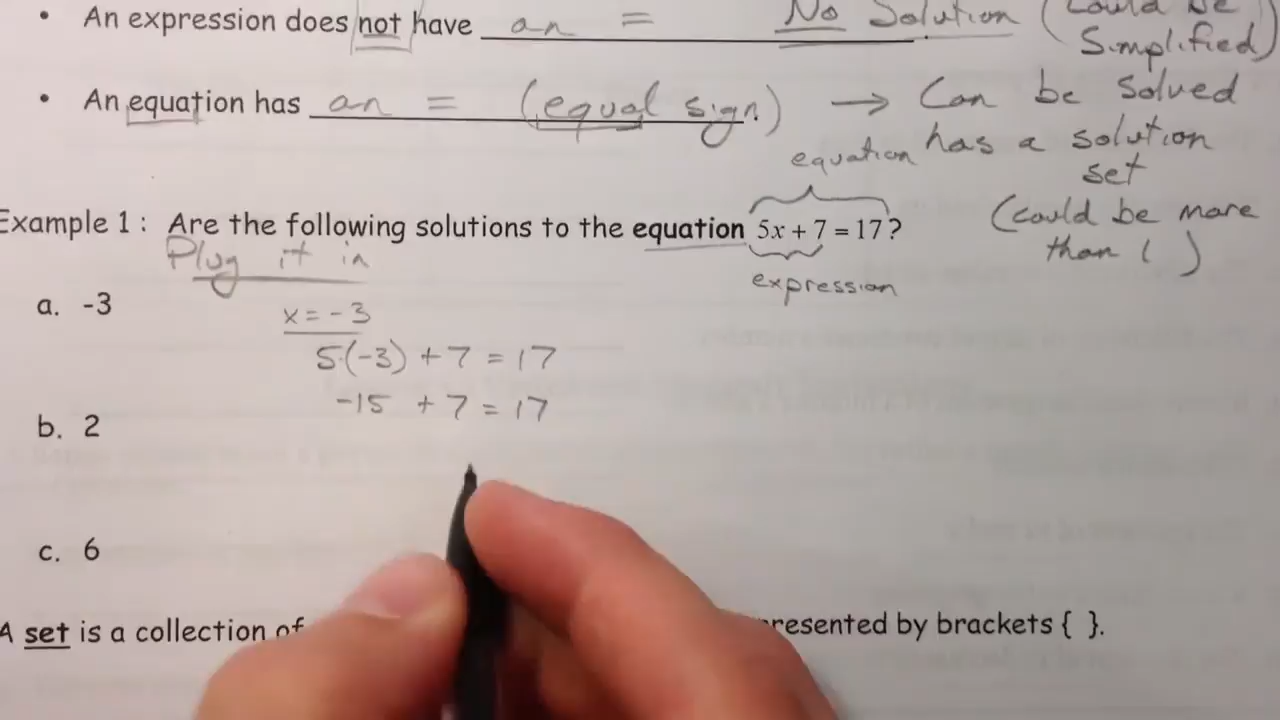 • An expression does not have an = No Solution (Could be
Simplified)
• An equation has an = (equal sign). → Can be solved
has a solution
set
(could be more
than 1)
equation
Example 1: Are the following solutions to the equation 5x + 7 = 17?
expression
Plug it in
a. -3
x = -3
5·(-3) + 7 = 17
-15 + 7 = 17
b. 2
c. 6
A set is a collection of
presented by brackets { }.